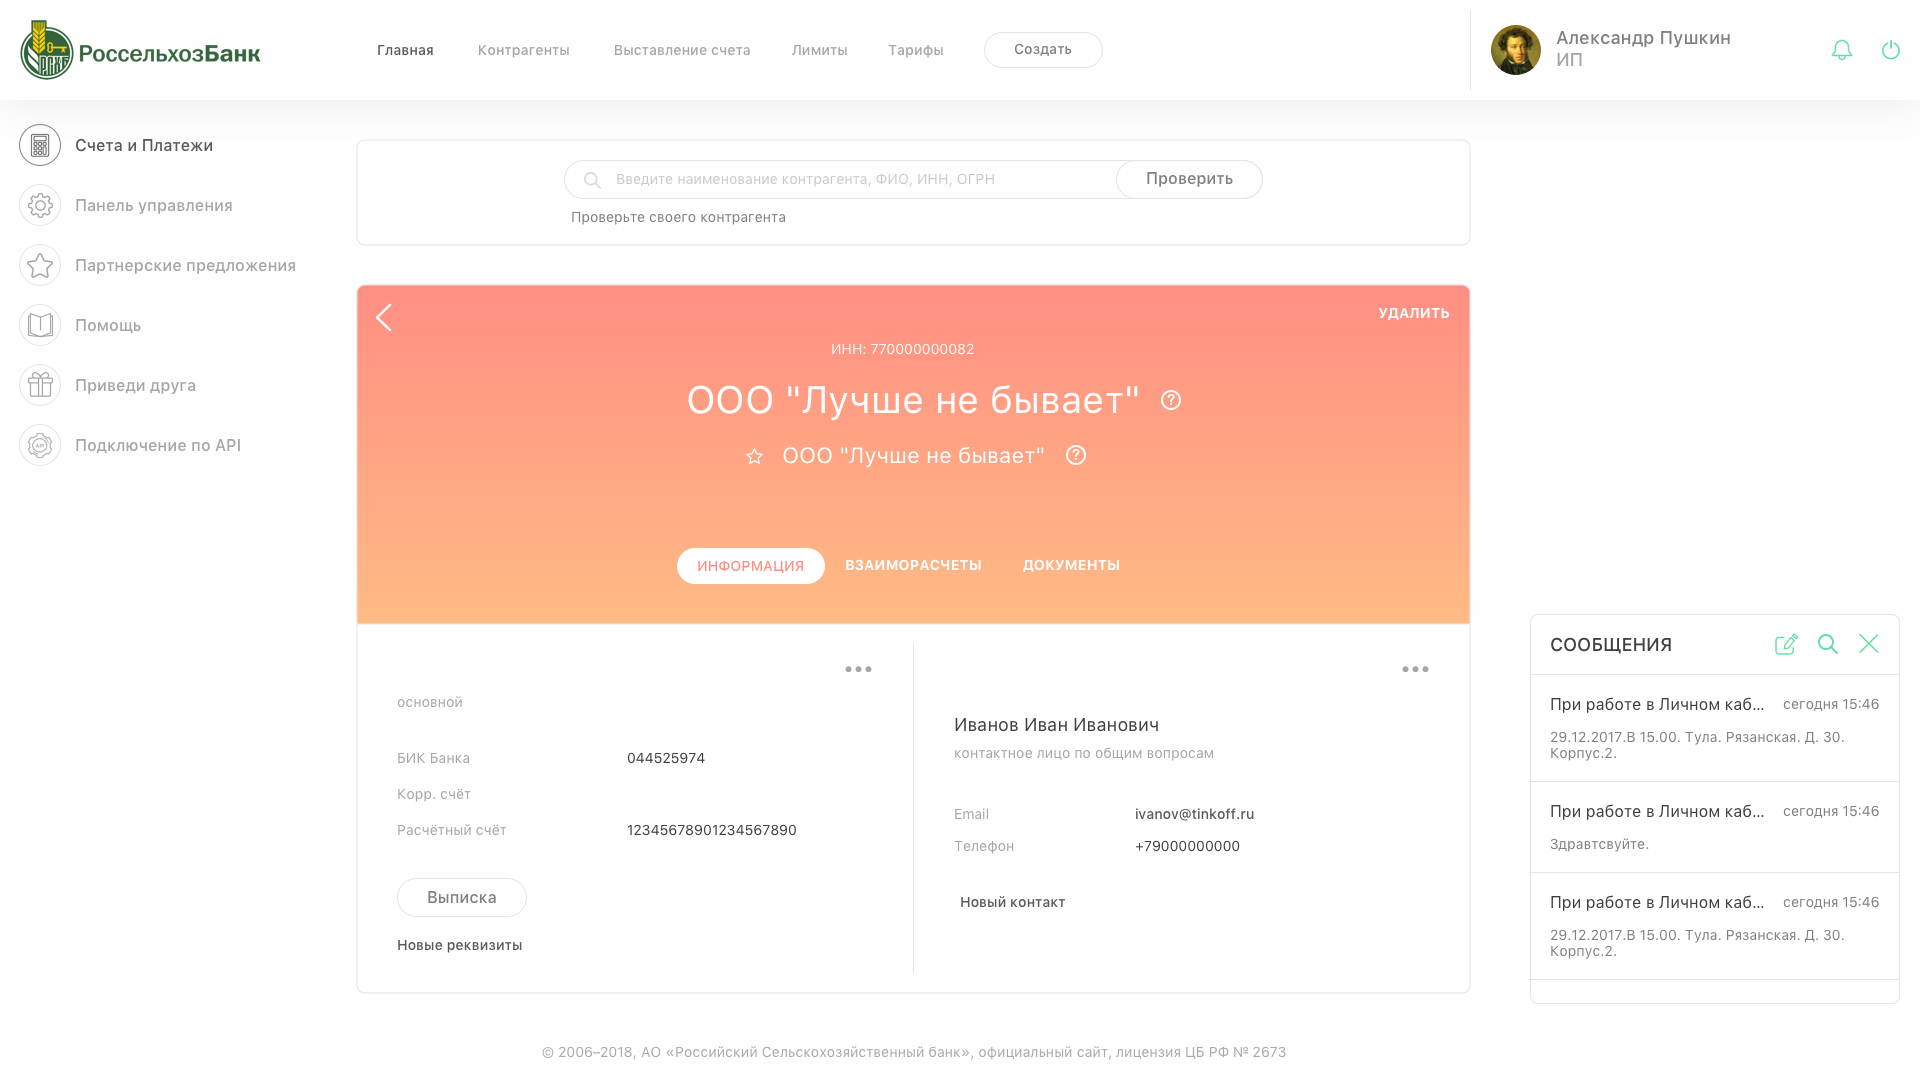 РоссельхозБанк
Главная
Контрагенты
Выставление счета
Лимиты
Тарифы
Создать
Александр Пушкин
ИП
Счета и Платежи
Панель управления
Партнерские предложения
Помощь
Приведи друга
API
Подключение по API
Введите наименование контрагента, ФИО, ИНН, ОГРН
Проверить
Проверьте своего контрагента
УДАЛИТЬ
ИНН: 770000000082
ООО "Лучше не бывает"
ООО "Лучше не бывает"
ИНФОРМАЦИЯ
ВЗАИМОРАСЧЕТЫ
ДОКУМЕНТЫ
основной
БИК Банка 044525974
Корр. счёт
Расчётный счёт 12345678901234567890
Выписка
Новые реквизиты
Иванов Иван Иванович
контактное лицо по общим вопросам
Email ivanov@tinkoff.ru
Телефон +79000000000
Новый контакт
СООБЩЕНИЯ
При работе в Личном каб... сегодня 15:46
29.12.2017.В 15.00. Тула. Рязанская. Д. 30.
Корпус.2.
При работе в Личном каб... сегодня 15:46
Здравтсвуйте.
При работе в Личном каб... сегодня 15:46
29.12.2017.В 15.00. Тула. Рязанская. Д. 30.
Корпус.2.
© 2006–2018, АО «Российский Сельскохозяйственный банк», официальный сайт, лицензия ЦБ РФ № 2673